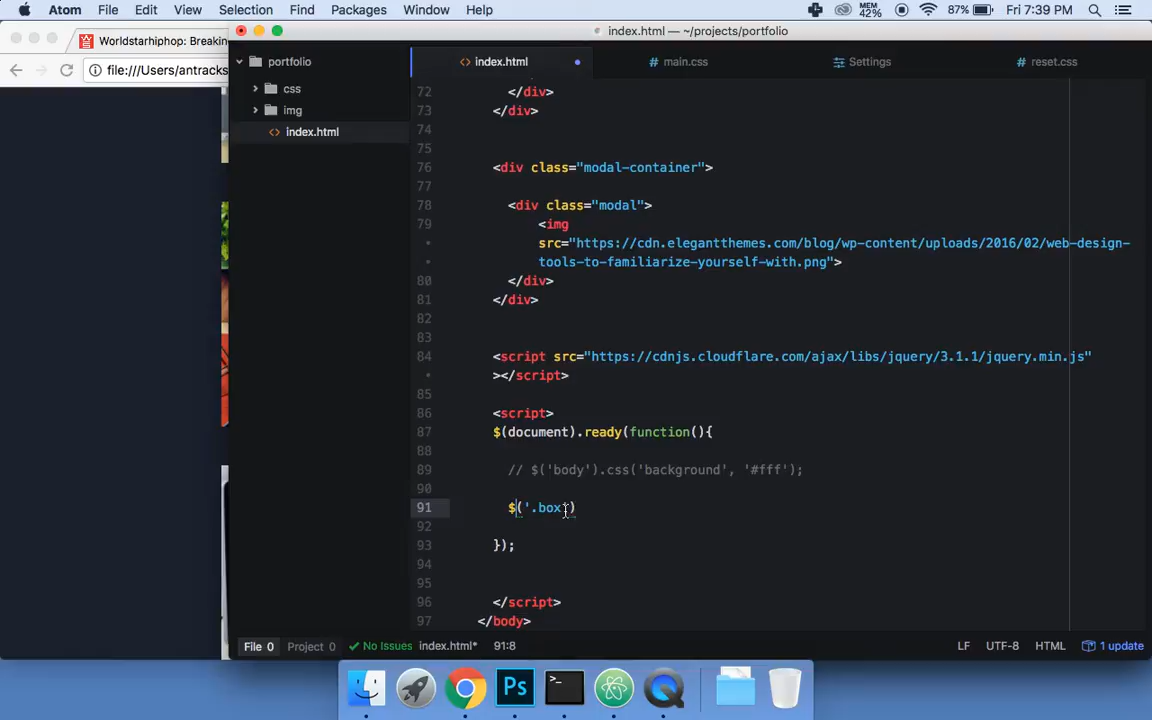 Atom File Edit View Selection Find Packages Window Help MEM 42% 87% Fri 7:39 PM
Worldstarhiphop: Breakin
file:///Users/antracks
index.html — ~/projects/portfolio
portfolio
css
img
index.html
index.html main.css Settings reset.css
72 </div>
73 </div>
74
75
76 <div class="modal-container">
77
78 <div class="modal">
79 <img
• src="https://cdn.elegantthemes.com/blog/wp-content/uploads/2016/02/web-design-
• tools-to-familiarize-yourself-with.png">
80 </div>
81 </div>
82
83
84 <script src="https://cdnjs.cloudflare.com/ajax/libs/jquery/3.1.1/jquery.min.js"
• ></script>
85
86 <script>
87 $(document).ready(function(){
88
89 // $('body').css('background', '#fff');
90
91 $('.box')
92
93 });
94
95
96 </script>
97 </body>
File 0 Project 0 No Issues index.html* 91:8 LF UTF-8 HTML 1 update
Ps >_